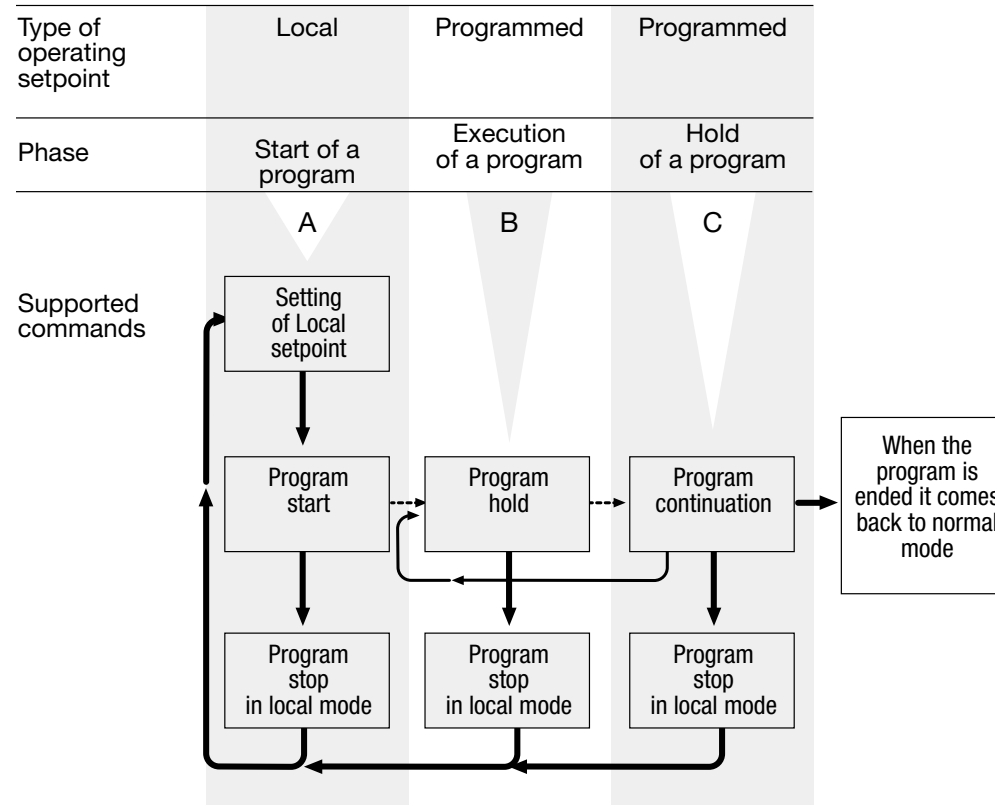 Type of
operating
setpoint
Local
Programmed
Programmed
Phase
Start of a
program
Execution
of a program
Hold
of a program
A
B
C
Supported
commands
Setting
of Local
setpoint
Program
start
Program
hold
Program
continuation
When the
program is
ended it comes
back to normal
mode
Program
stop
in local mode
Program
stop
in local mode
Program
stop
in local mode